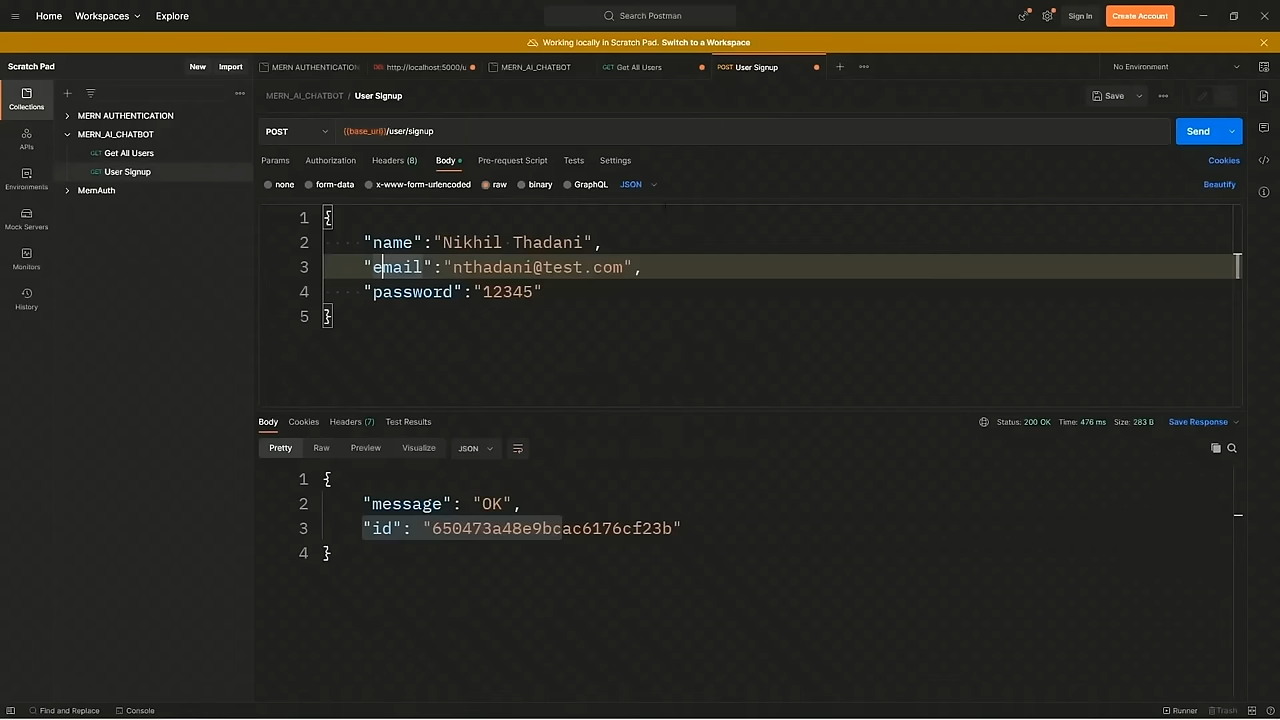 Home Workspaces Explore Search Postman Sign In Create Account
Working locally in Scratch Pad. Switch to a Workspace
Scratch Pad New Import MERN AUTHENTICATION http://localhost:5000/u MERN_AI_CHATBOT GET Get All Users POST User Signup No Environment
Collections
APIs
Environments
Mock Servers
Monitors
History
MERN AUTHENTICATION
MERN_AI_CHATBOT
GET Get All Users
GET User Signup
MernAuth
MERN_AI_CHATBOT / User Signup Save
POST {{base_url}}/user/signup Send
Params Authorization Headers (8) Body Pre-request Script Tests Settings Cookies
none form-data x-www-form-urlencoded raw binary GraphQL JSON Beautify
1 {
2 "name":"Nikhil Thadani",
3 "email":"nthadani@test.com",
4 "password":"12345"
5 }
Body Cookies Headers (7) Test Results Status: 200 OK Time: 476 ms Size: 283 B Save Response
Pretty Raw Preview Visualize JSON
1 {
2 "message": "OK",
3 "id": "650473a48e9bcac6176cf23b"
4 }
Find and Replace Console Runner Trash